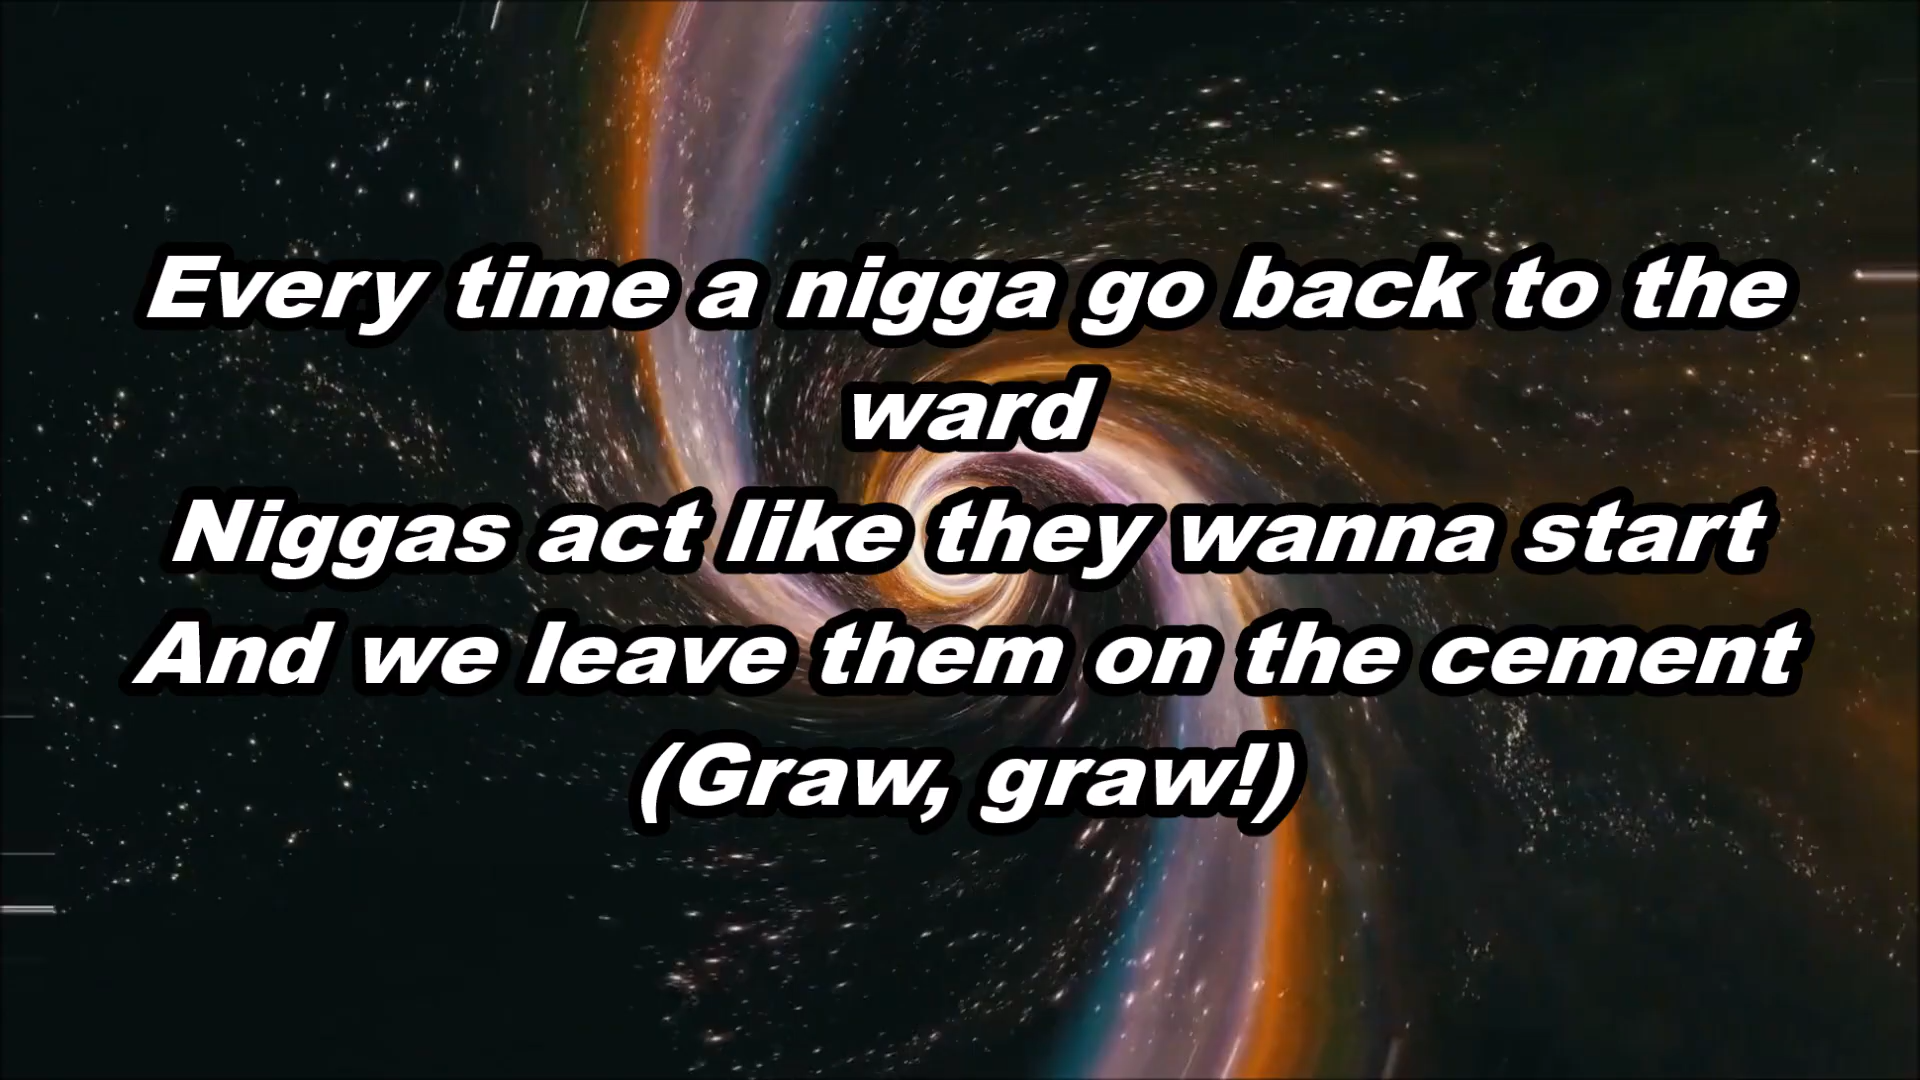 Every time a nigga go back to the
ward
Niggas act like they wanna start
And we leave them on the cement
(Graw, graw!)